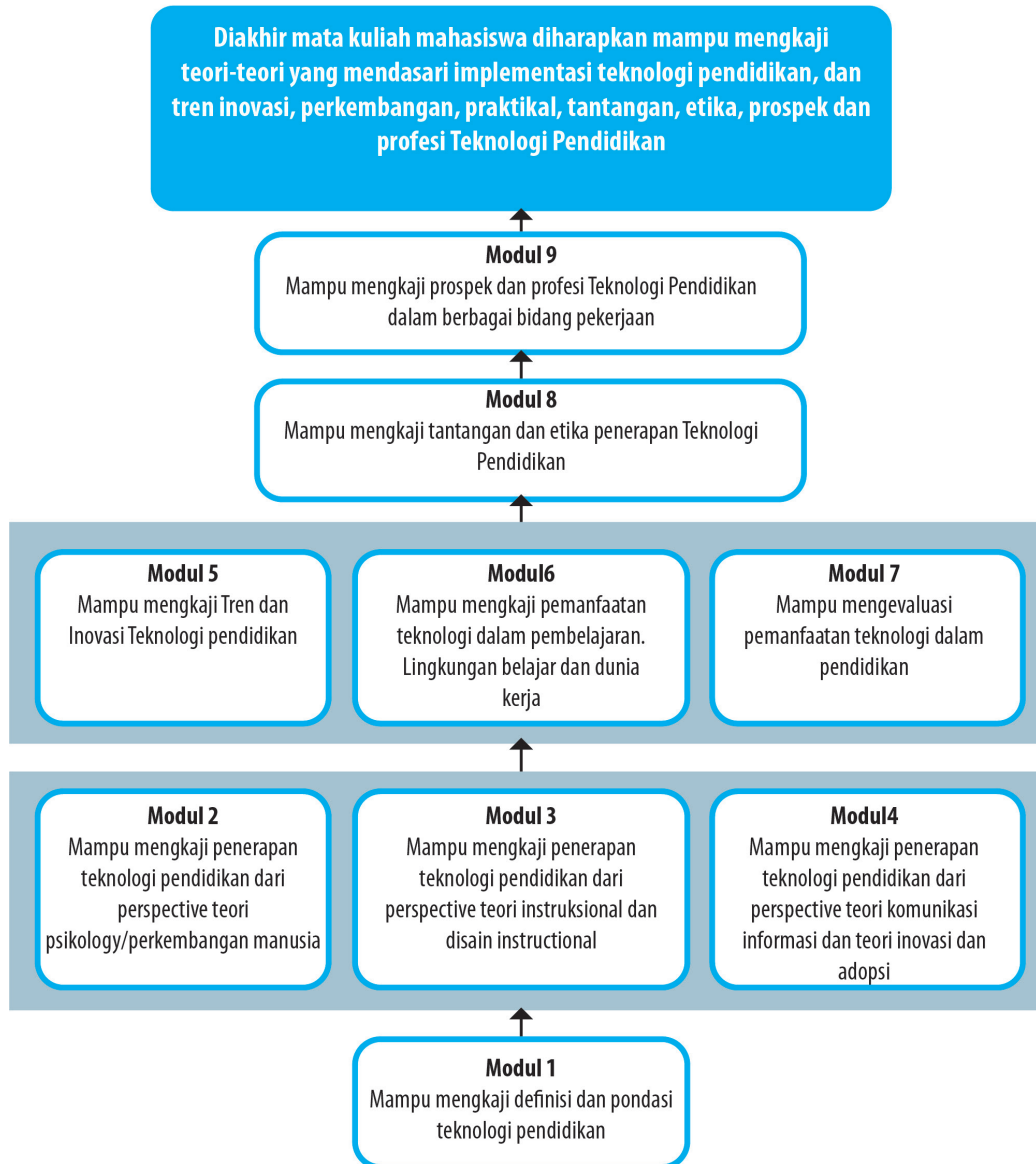 Diakhir mata kuliah mahasiswa diharapkan mampu mengkaji
teori-teori yang mendasari implementasi teknologi pendidikan, dan
tren inovasi, perkembangan, praktikal, tantangan, etika, prospek dan
profesi Teknologi Pendidikan
Modul 9
Mampu mengkaji prospek dan profesi Teknologi Pendidikan
dalam berbagai bidang pekerjaan
Modul 8
Mampu mengkaji tantangan dan etika penerapan Teknologi
Pendidikan
Modul 5
Mampu mengkaji Tren dan
Inovasi Teknologi pendidikan
Modul6
Mampu mengkaji pemanfaatan
teknologi dalam pembelajaran.
Lingkungan belajar dan dunia
kerja
Modul 7
Mampu mengevaluasi
pemanfaatan teknologi dalam
pendidikan
Modul 2
Mampu mengkaji penerapan
teknologi pendidikan dari
perspective teori
psikology/perkembangan manusia
Modul 3
Mampu mengkaji penerapan
teknologi pendidikan dari
perspective teori instruksional dan
disain instructional
Modul4
Mampu mengkaji penerapan
teknologi pendidikan dari
perspective teori komunikasi
informasi dan teori inovasi dan
adopsi
Modul 1
Mampu mengkaji definisi dan pondasi
teknologi pendidikan